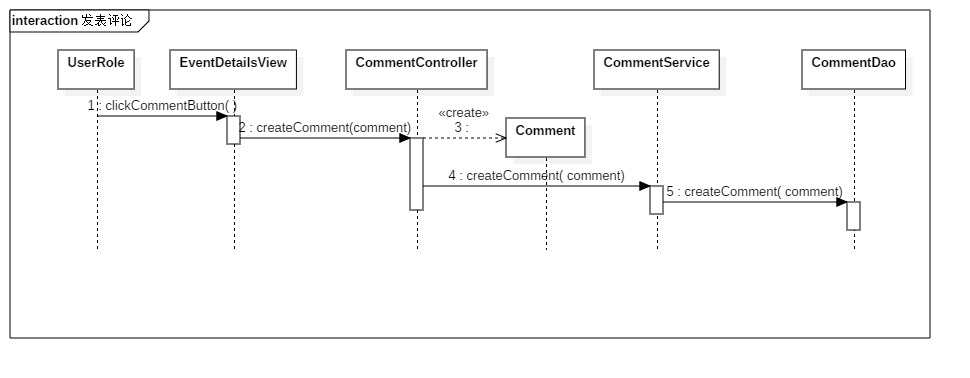 interaction 发表评论
UserRole
EventDetailsView
CommentController
CommentService
CommentDao
1 : clickCommentButton( )
«create»
3 :
Comment
2 : createComment(comment)
4 : createComment( comment)
5 : createComment( comment)